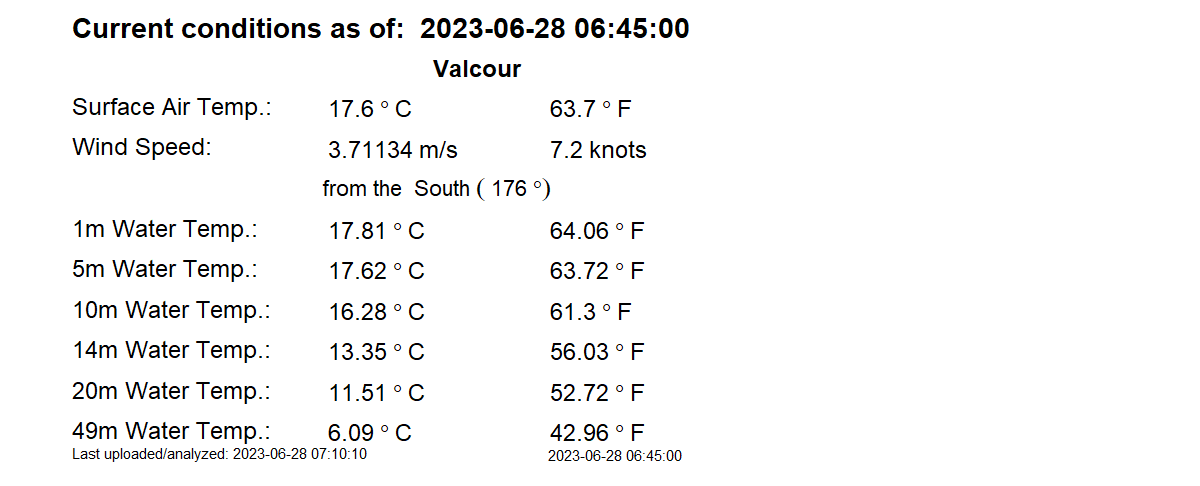 Current conditions as of: 2023-06-28 06:45:00
Valcour
Surface Air Temp.: 17.6 ° C 63.7 ° F
Wind Speed: 3.71134 m/s 7.2 knots
from the South ( 176 °)
1m Water Temp.: 17.81 ° C 64.06 ° F
5m Water Temp.: 17.62 ° C 63.72 ° F
10m Water Temp.: 16.28 ° C 61.3 ° F
14m Water Temp.: 13.35 ° C 56.03 ° F
20m Water Temp.: 11.51 ° C 52.72 ° F
49m Water Temp.: 6.09 ° C 42.96 ° F
Last uploaded/analyzed: 2023-06-28 07:10:10 2023-06-28 06:45:00